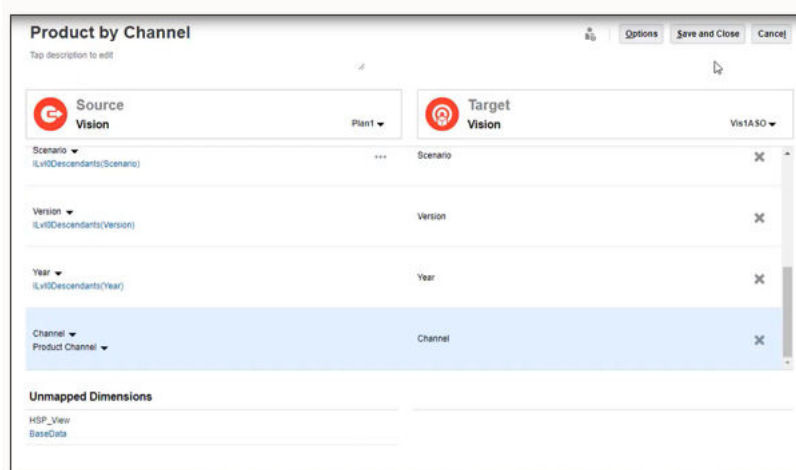 Product by Channel
Options
Save and Close
Cancel
Tap description to edit
Source
Vision
Plan1
Target
Vision
Vis1ASO
Scenario
ILvl0Descendants(Scenario)
Scenario
Version
ILvl0Descendants(Version)
Version
Year
ILvl0Descendants(Year)
Year
Channel
Product Channel
Channel
Unmapped Dimensions
HSP_View
BaseData